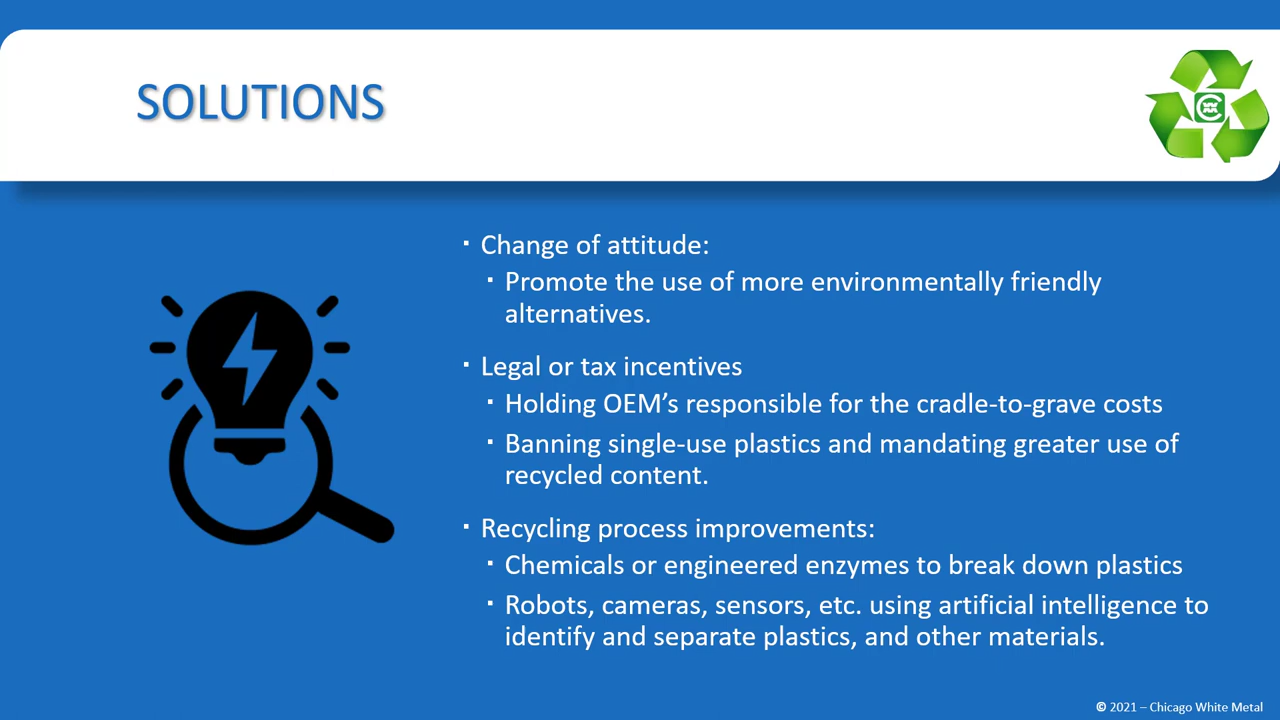 SOLUTIONS
▪ Change of attitude:
▪ Promote the use of more environmentally friendly
alternatives.
▪ Legal or tax incentives
▪ Holding OEM’s responsible for the cradle-to-grave costs
▪ Banning single-use plastics and mandating greater use of
recycled content.
▪ Recycling process improvements:
▪ Chemicals or engineered enzymes to break down plastics
▪ Robots, cameras, sensors, etc. using artificial intelligence to
identify and separate plastics, and other materials.
© 2021 – Chicago White Metal